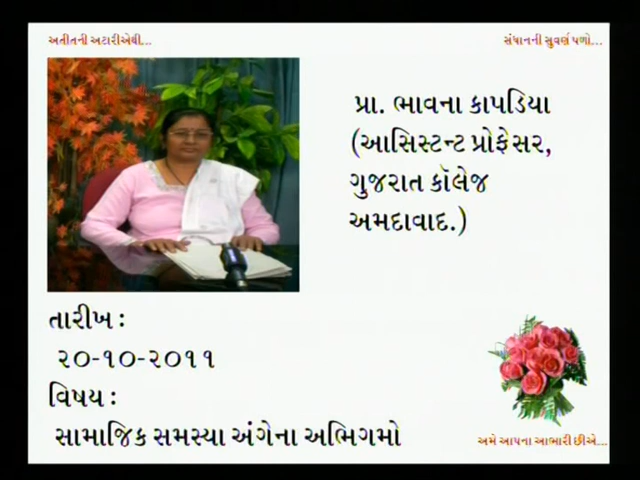 અતીતની અટારીએથી...
સંધાનની સુવર્ણ પળો...
પ્રા. ભાવના કાપડિયા
(આસિસ્ટન્ટ પ્રોફેસર,
ગુજરાત કૉલેજ
અમદાવાદ.)
તારીખ :
૨૦-૧૦-૨૦૧૧
વિષય :
સામાજિક સમસ્યા અંગેના અભિગમો
અમે આપના આભારી છીએ...